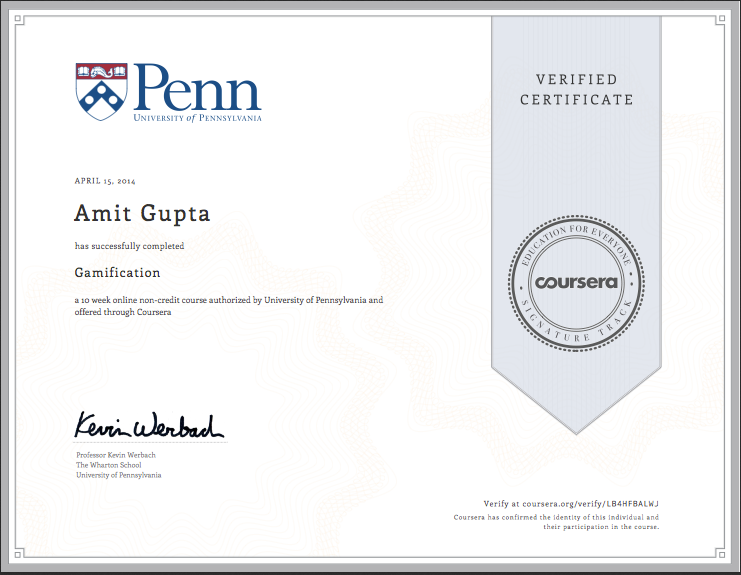 Penn
UNIVERSITY of PENNSYLVANIA
VERIFIED
CERTIFICATE
APRIL 15, 2014
Amit Gupta
has successfully completed
Gamification
a 10 week online non-credit course authorized by University of Pennsylvania and
offered through Coursera
EDUCATION FOR EVERYONE
coursera
SIGNATURE TRACK
Kevin Werbach
Professor Kevin Werbach
The Wharton School
University of Pennsylvania
Verify at coursera.org/verify/LB4HFBALWJ
Coursera has confirmed the identity of this individual and
their participation in the course.